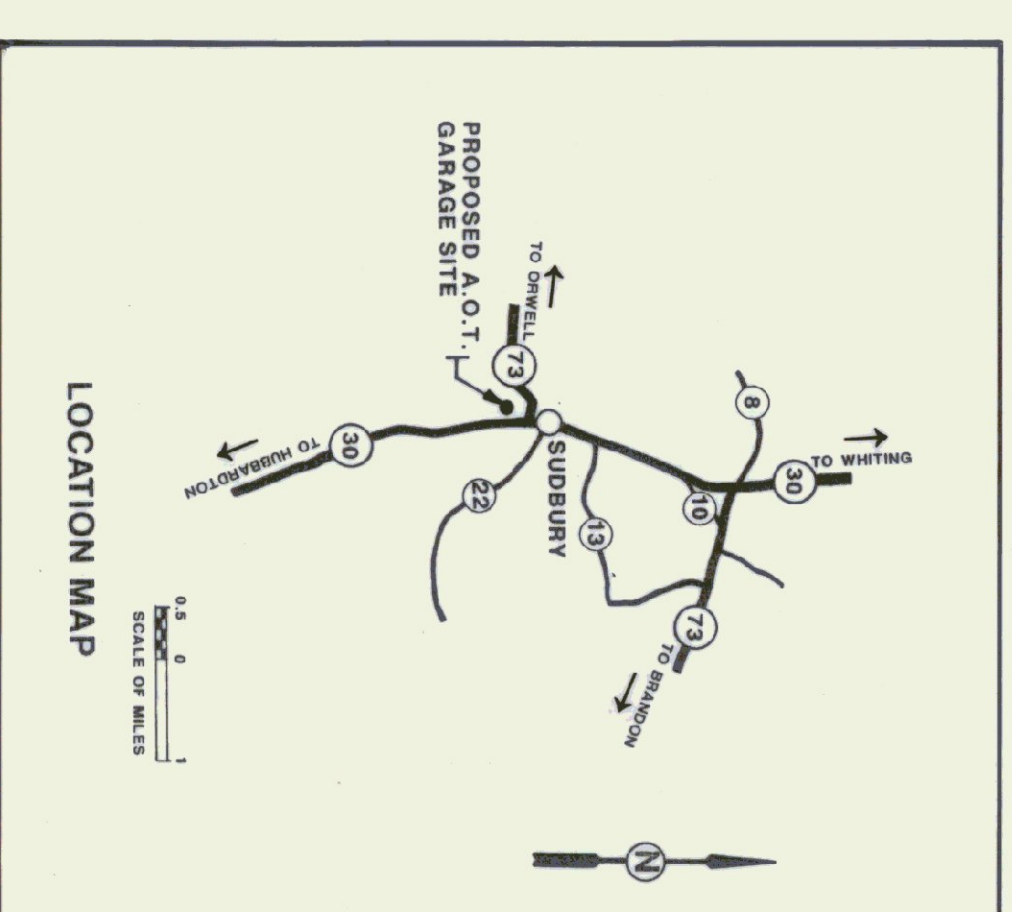 TO WHITING
30
8
10
73
TO BRANDON
N
13
SUDBURY
TO ORWELL
73
22
PROPOSED A.O.T.
GARAGE SITE
30
TO HUBBARDTON
0.5 0 1
SCALE OF MILES
LOCATION MAP